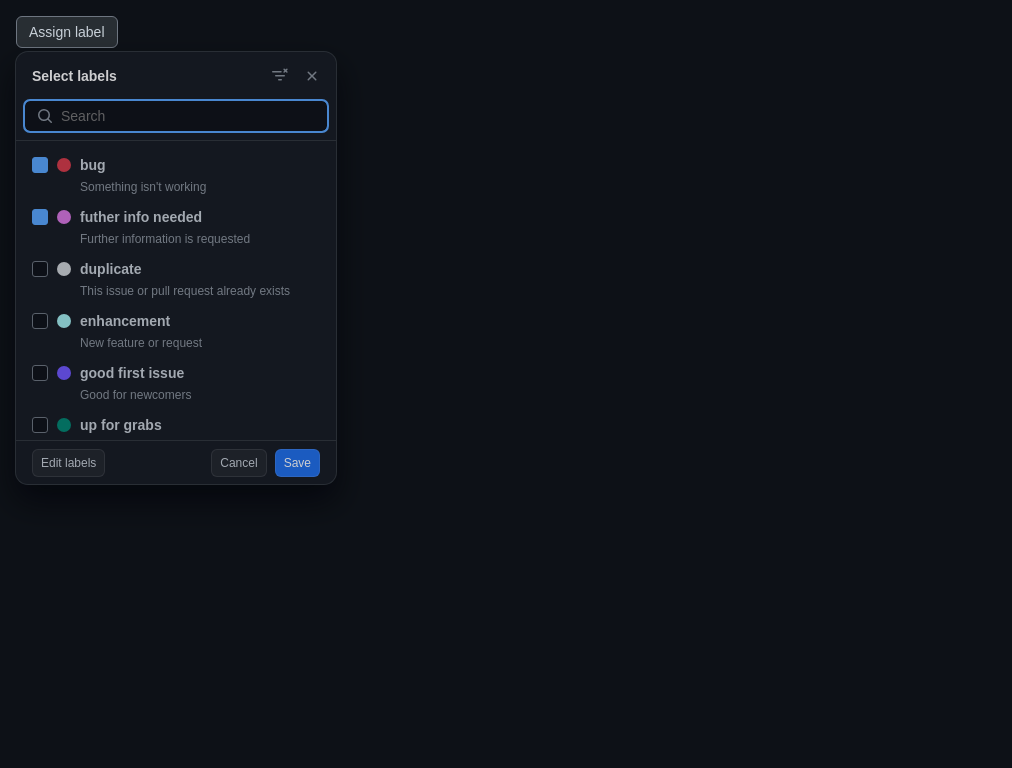 Assign label
Select labels
Search
bug
Something isn't working
futher info needed
Further information is requested
duplicate
This issue or pull request already exists
enhancement
New feature or request
good first issue
Good for newcomers
up for grabs
Edit labels
Cancel
Save